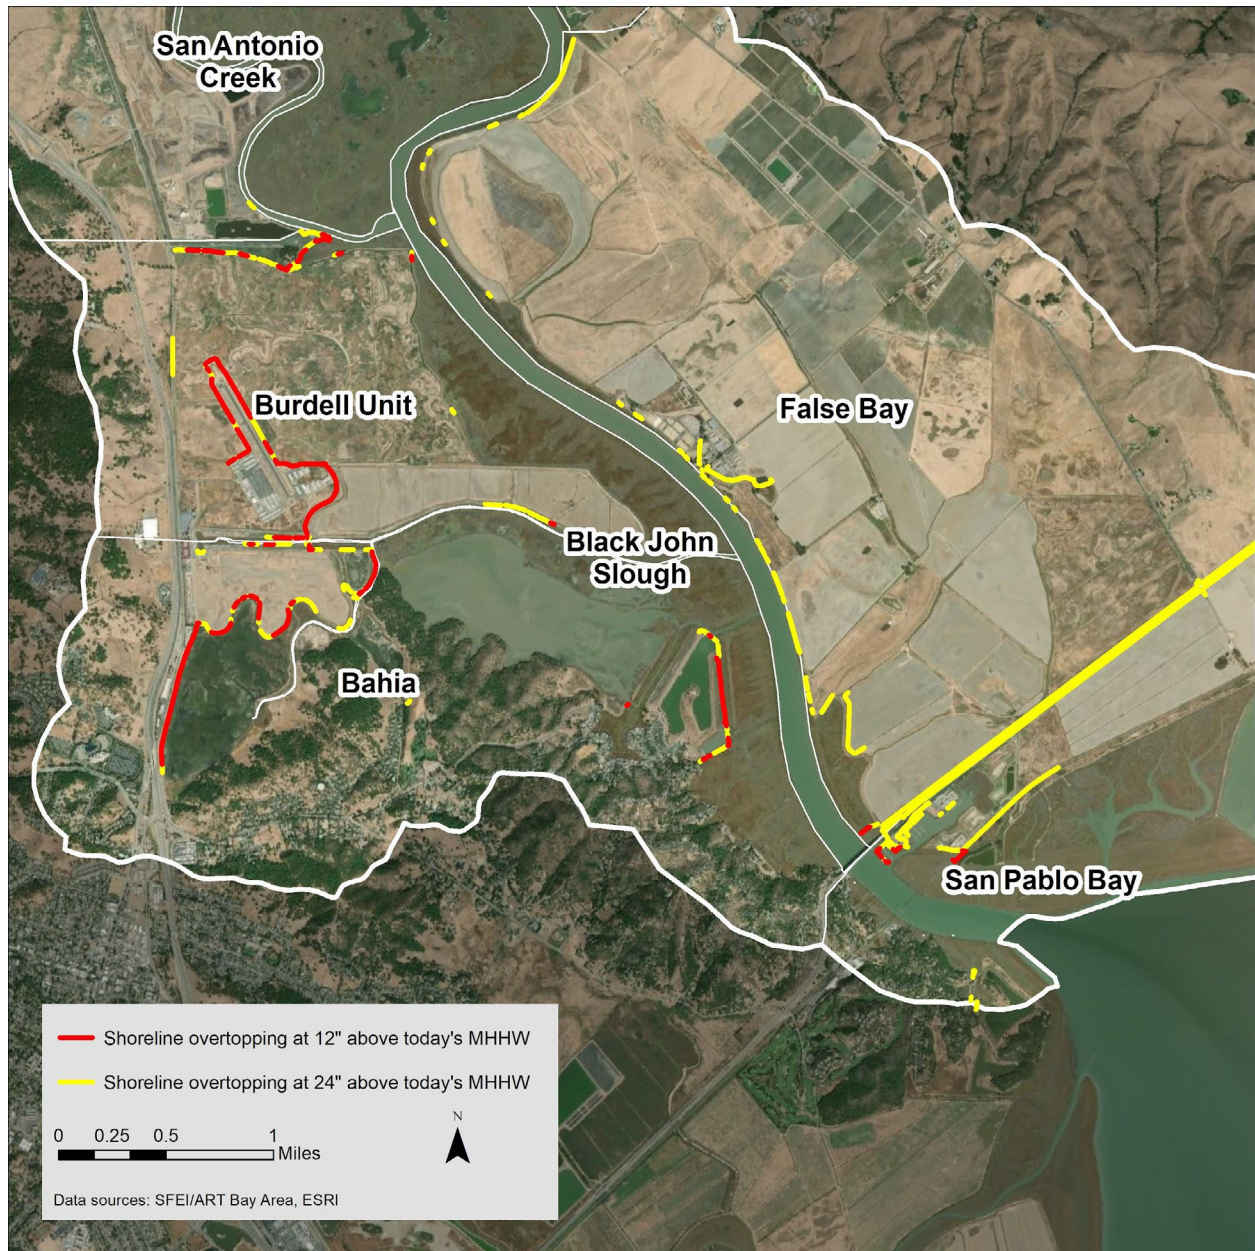 San Antonio
Creek
Burdell Unit
False Bay
Black John
Slough
Bahia
San Pablo Bay
Shoreline overtopping at 12" above today's MHHW
Shoreline overtopping at 24" above today's MHHW
N
0 0.25 0.5 1
Miles
Data sources: SFEI/ART Bay Area, ESRI